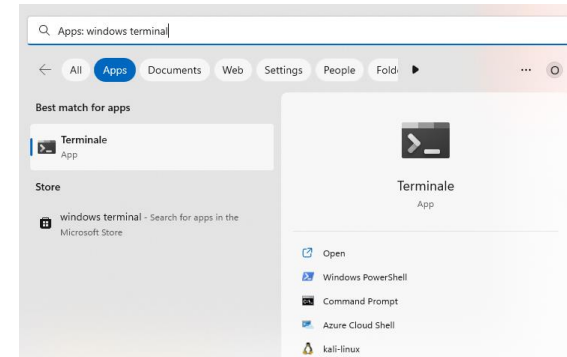 Apps: windows terminal
All Apps Documents Web Settings People Fold
Best match for apps
Terminale
App
Store
windows terminal - Search for apps in the
Microsoft Store
Terminale
App
Open
Windows PowerShell
Command Prompt
Azure Cloud Shell
kali-linux
O